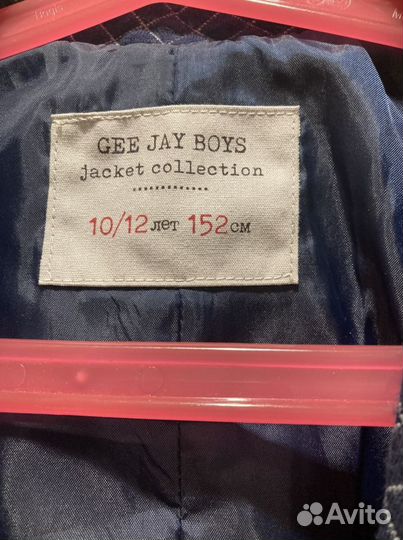 GEE JAY BOYS
jacket collection
10/12 лет 152 см
Avito